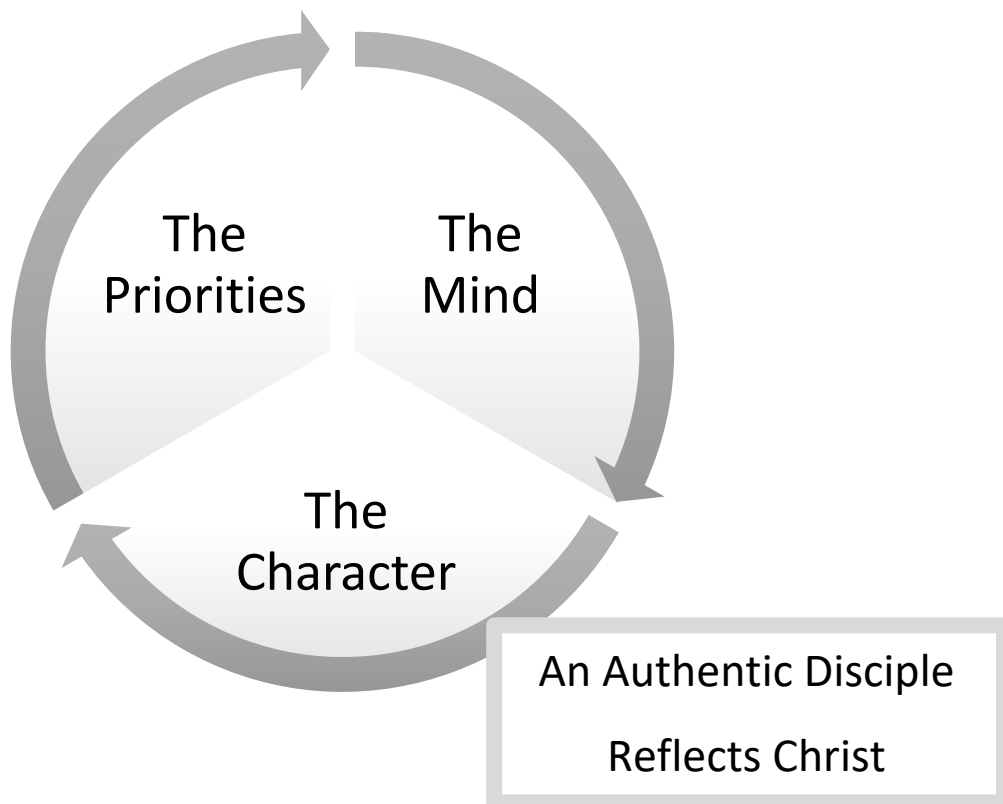 The
Priorities
The
Mind
The
Character
An Authentic Disciple
Reflects Christ